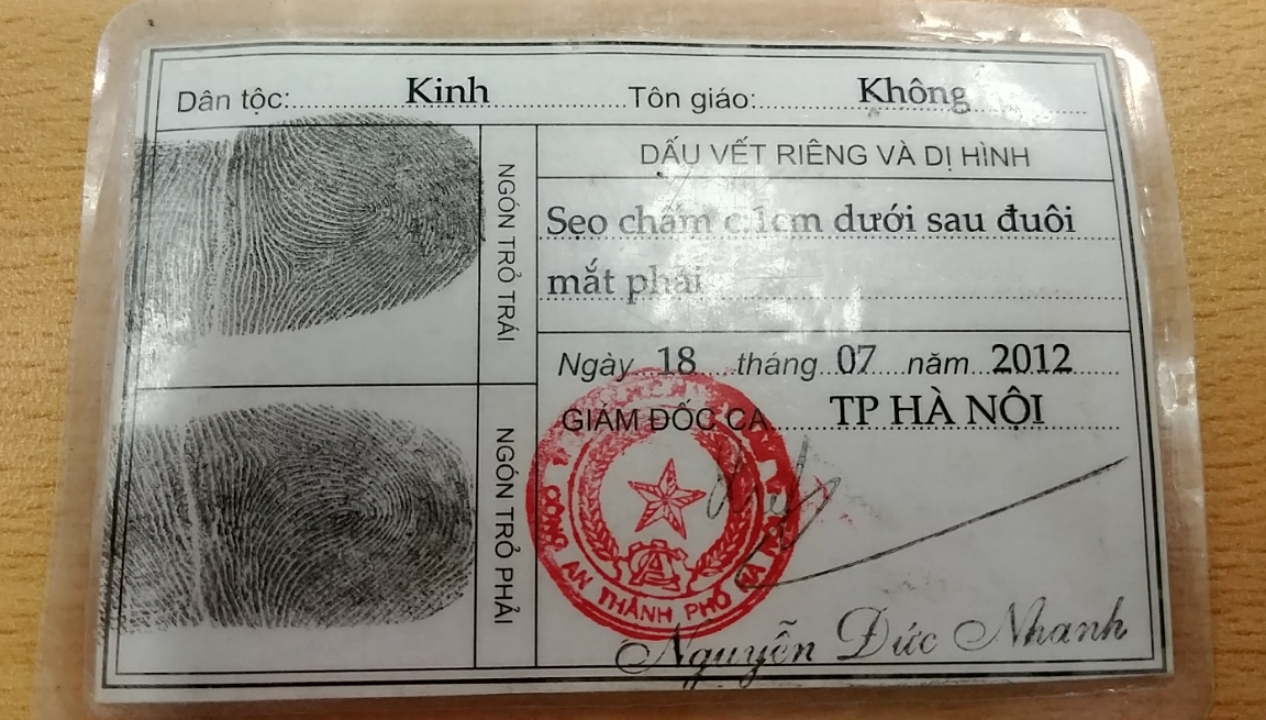 Dân tộc: Kinh Tôn giáo: Không
NGÓN TRỎ TRÁI
DẤU VẾT RIÊNG VÀ DỊ HÌNH
Sẹo chấm c.1cm dưới sau đuôi
mắt phải
NGÓN TRỎ PHẢI
Ngày 18 tháng 07 năm 2012
GIÁM ĐỐC CA TP HÀ NỘI
CÔNG AN THÀNH PHỐ HÀ NỘI
Nguyễn Đức Nhanh